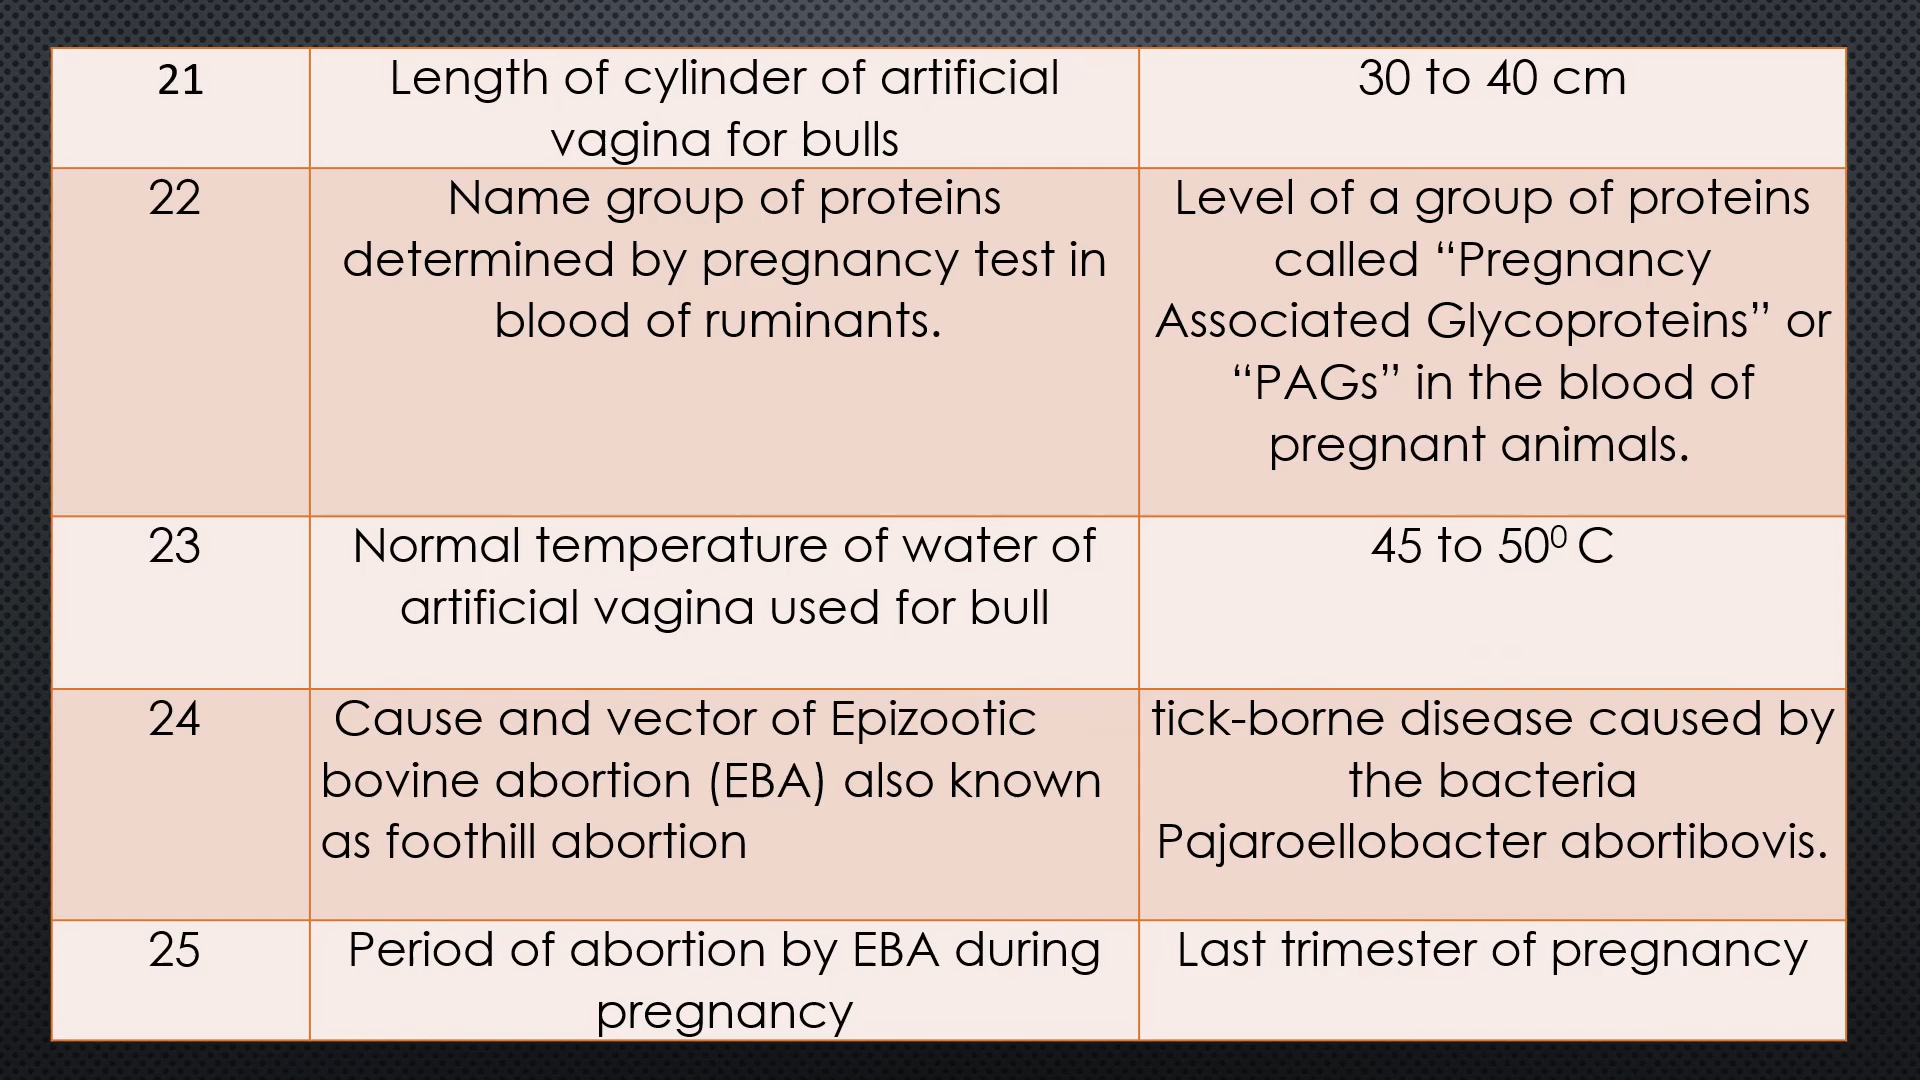 21
Length of cylinder of artificial
vagina for bulls
30 to 40 cm
22
Name group of proteins
determined by pregnancy test in
blood of ruminants.
Level of a group of proteins
called “Pregnancy
Associated Glycoproteins” or
“PAGs” in the blood of
pregnant animals.
23
Normal temperature of water of
artificial vagina used for bull
45 to 50⁰ C
24
Cause and vector of Epizootic
bovine abortion (EBA) also known
as foothill abortion
tick-borne disease caused by
the bacteria
Pajaroellobacter abortibovis.
25
Period of abortion by EBA during
pregnancy
Last trimester of pregnancy